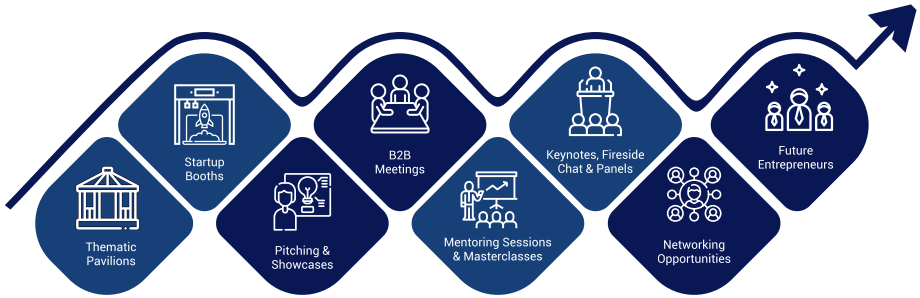 Thematic
Pavilions
Startup
Booths
Pitching &
Showcases
B2B
Meetings
Mentoring Sessions
& Masterclasses
Keynotes, Fireside
Chat & Panels
Networking
Opportunities
Future
Entrepreneurs